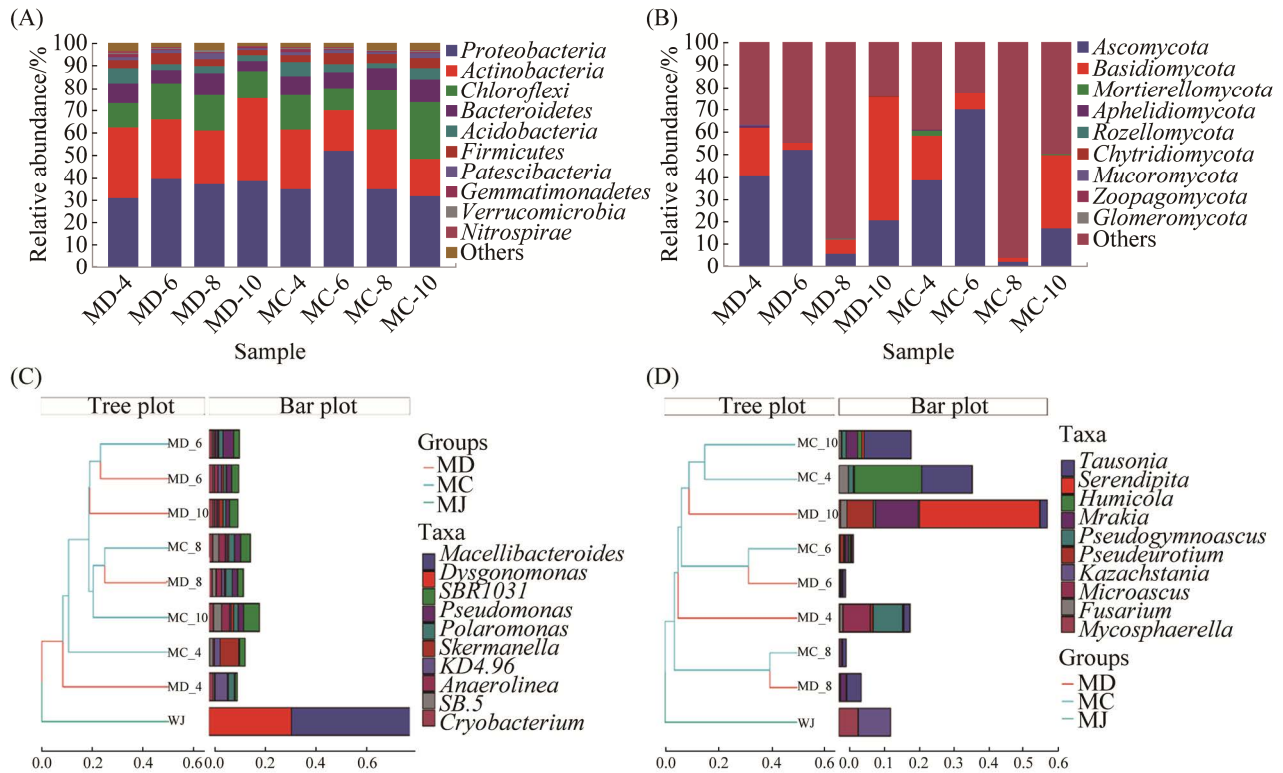 (A)
Relative abundance/%
100
90
80
70
60
50
40
30
20
10
0
MD-4
MD-6
MD-8
MD-10
MC-4
MC-6
MC-8
MC-10
Sample
Proteobacteria
Actinobacteria
Chloroflexi
Bacteroidetes
Acidobacteria
Firmicutes
Patescibacteria
Gemmatimonadetes
Verrucomicrobia
Nitrospirae
Others
(B)
Relative abundance/%
100
90
80
70
60
50
40
30
20
10
0
MD-4
MD-6
MD-8
MD-10
MC-4
MC-6
MC-8
MC-10
Sample
Ascomycota
Basidiomycota
Mortierellomycota
Aphelidiomycota
Rozellomycota
Chytridiomycota
Mucoromycota
Zoopagomycota
Glomeromycota
Others
(C)
Tree plot
Bar plot
MD_6
MD_6
MD_10
MC_8
MD_8
MC_10
MC_4
MD_4
WJ
0.0 0.2 0.4 0.6
0.0 0.2 0.4 0.6
Groups
MD
MC
MJ
Taxa
Macellibacteroides
Dysgonomonas
SBR1031
Pseudomonas
Polaromonas
Skermanella
KD4.96
Anaerolinea
SB.5
Cryobacterium
(D)
Tree plot
Bar plot
MC_10
MC_4
MD_10
MC_6
MD_6
MD_4
MC_8
MD_8
WJ
0.0 0.2 0.4 0.6
0.0 0.1 0.2 0.3 0.4 0.5 0.6
Taxa
Tausonia
Serendipita
Humicola
Mrakia
Pseudogymnoascus
Pseudeurotium
Kazachstania
Microascus
Fusarium
Mycosphaerella
Groups
MD
MC
MJ